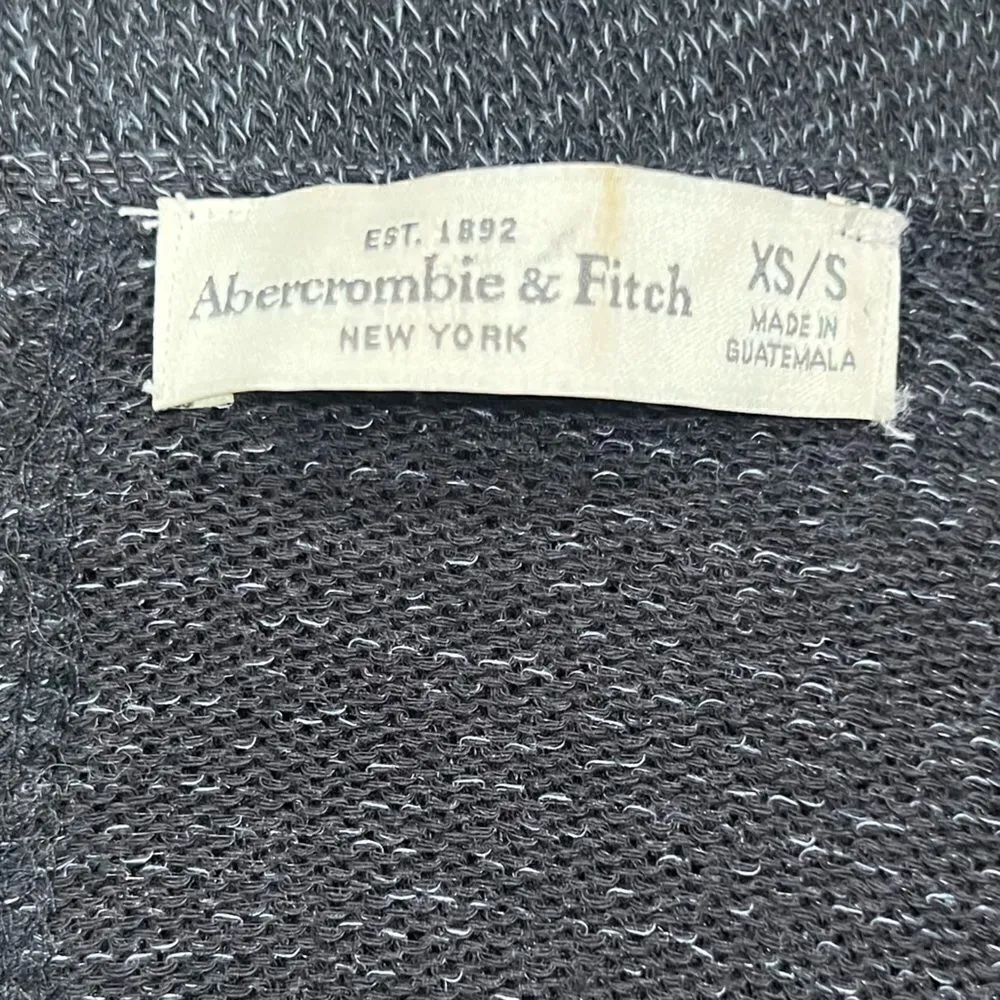 EST. 1892
Abercrombie & Fitch
NEW YORK
XS/S
MADE IN
GUATEMALA